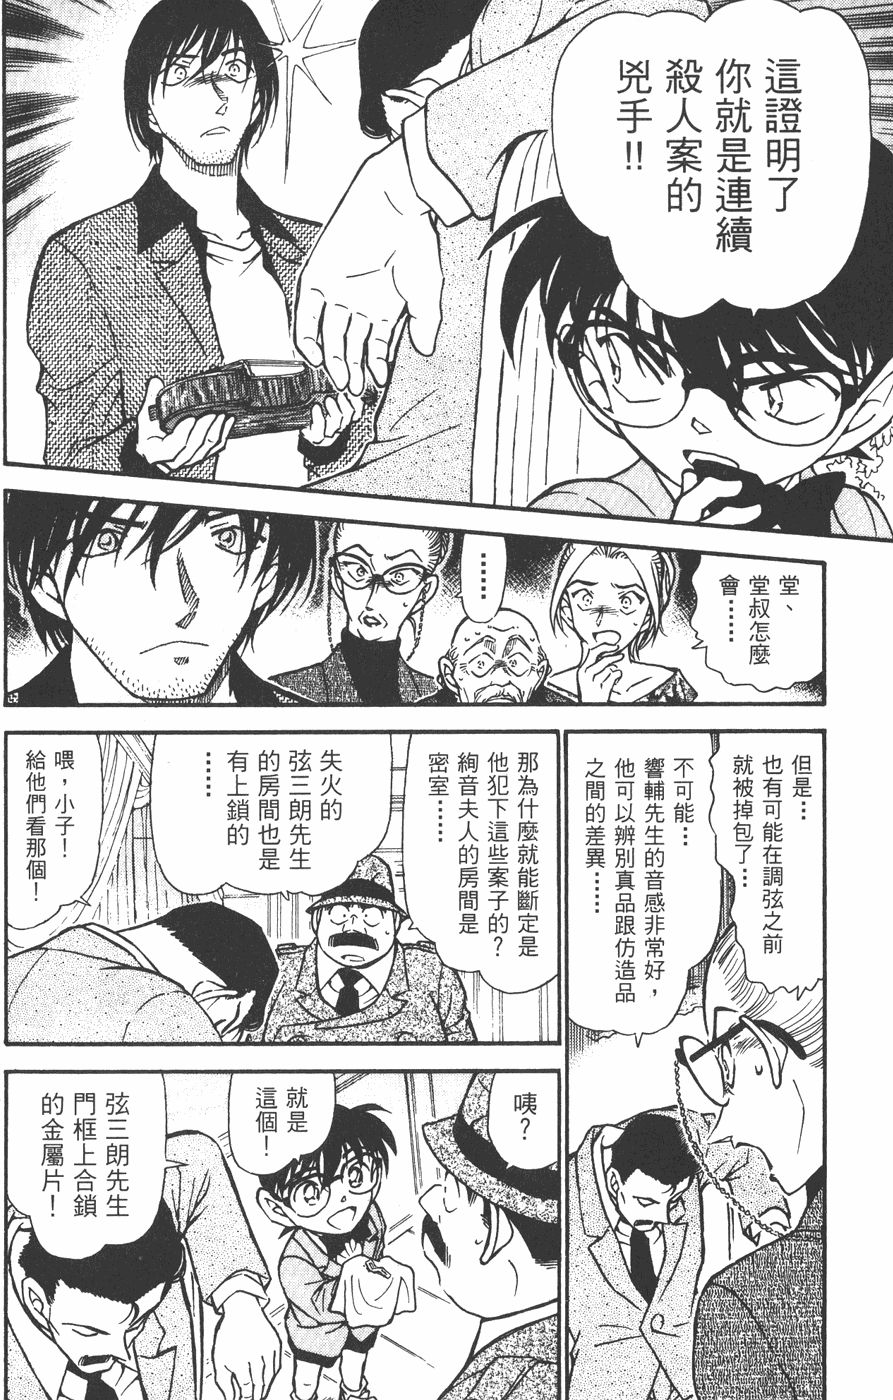 這證明了
你就是連續
殺人案的
兇手!!
堂、
堂叔怎麼
會……
……
但是…
也有可能在調弦之前
就被掉包了…
不可能…
響輔先生的音感非常好，
他可以辨別真品跟仿造品
之間的差異……
那為什麼就能斷定是
他犯下這些案子的？
絢音夫人的房間是
密室……
失火的
弦三朗先生
的房間也是
有上鎖的
……
喂，小子！
給他們看那個！
咦？
就是
這個！
弦三朗先生
門框上合鎖
的金屬片！